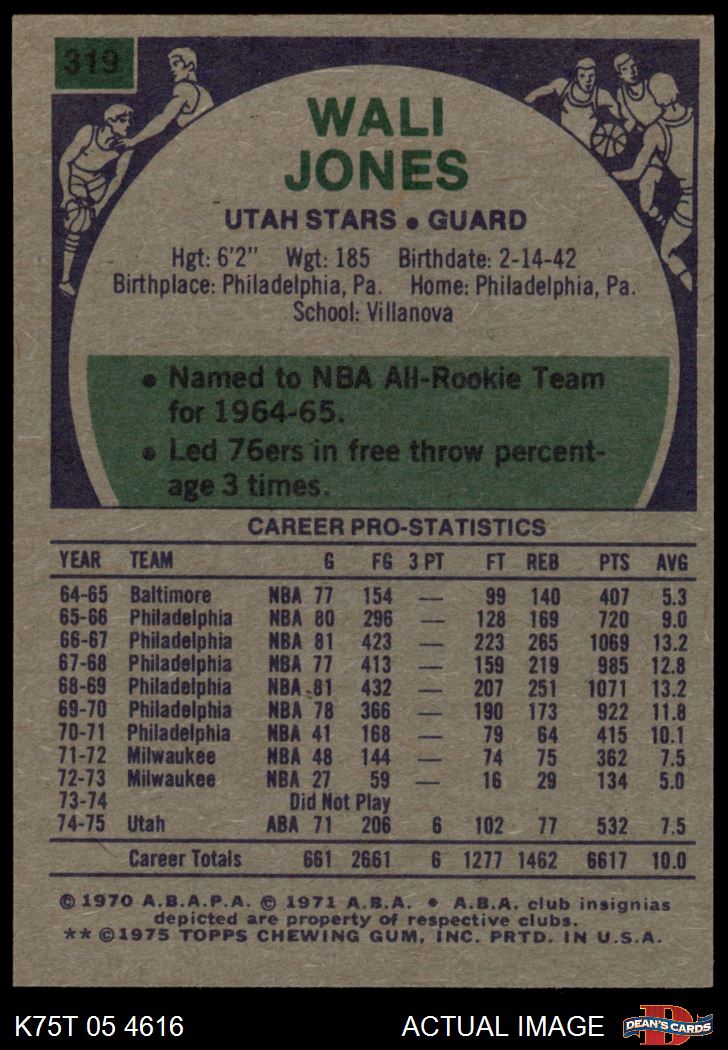 319
WALI
JONES
UTAH STARS • GUARD
Hgt: 6'2" Wgt: 185 Birthdate: 2-14-42
Birthplace: Philadelphia, Pa. Home: Philadelphia, Pa.
School: Villanova
• Named to NBA All-Rookie Team
for 1964-65.
• Led 76ers in free throw percent-
age 3 times.
CAREER PRO-STATISTICS
YEAR TEAM G FG 3 PT FT REB PTS AVG
64-65 Baltimore NBA 77 154 — 99 140 407 5.3
65-66 Philadelphia NBA 80 296 — 128 169 720 9.0
66-67 Philadelphia NBA 81 423 — 223 265 1069 13.2
67-68 Philadelphia NBA 77 413 — 159 219 985 12.8
68-69 Philadelphia NBA 81 432 — 207 251 1071 13.2
69-70 Philadelphia NBA 78 366 — 190 173 922 11.8
70-71 Philadelphia NBA 41 168 — 79 64 415 10.1
71-72 Milwaukee NBA 48 144 — 74 75 362 7.5
72-73 Milwaukee NBA 27 59 — 16 29 134 5.0
73-74 Did Not Play
74-75 Utah ABA 71 206 6 102 77 532 7.5
Career Totals 661 2661 6 1277 1462 6617 10.0
© 1970 A.B.A.P.A. © 1971 A.B.A. • A.B.A. club insignias
depicted are property of respective clubs.
** © 1975 TOPPS CHEWING GUM, INC. PRTD. IN U.S.A.
K75T 05 4616 ACTUAL IMAGE D DEAN'S CARDS